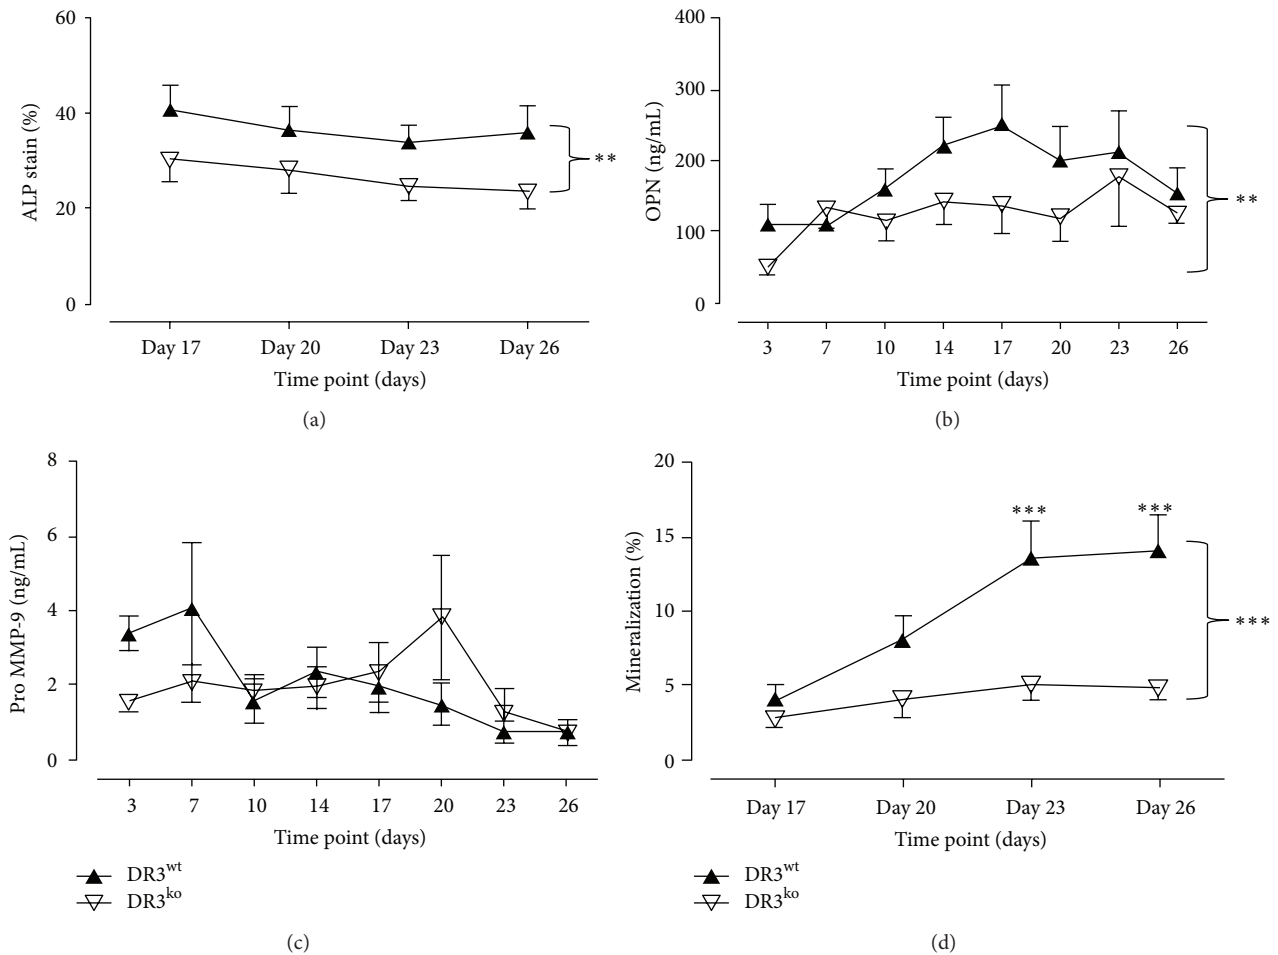 60
40
20
0
ALP stain (%)
**
Day 17 Day 20 Day 23 Day 26
Time point (days)
(a)
400
300
200
100
0
OPN (ng/mL)
**
3 7 10 14 17 20 23 26
Time point (days)
(b)
8
6
4
2
0
Pro MMP-9 (ng/mL)
3 7 10 14 17 20 23 26
Time point (days)
DR3wt
DR3ko
(c)
20
15
10
5
0
Mineralization (%)
*** ***
***
Day 17 Day 20 Day 23 Day 26
Time point (days)
DR3wt
DR3ko
(d)